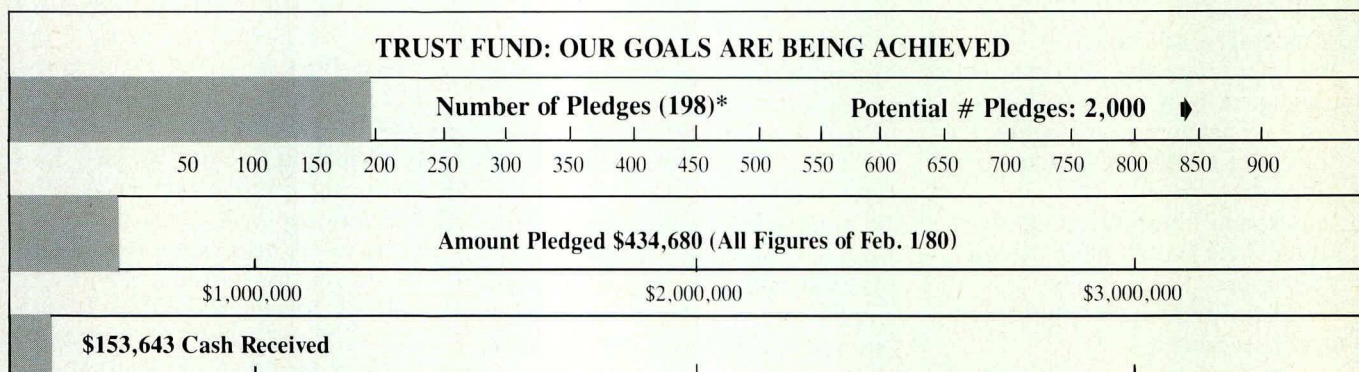 TRUST FUND: OUR GOALS ARE BEING ACHIEVED
Number of Pledges (198)* Potential # Pledges: 2,000
50 100 150 200 250 300 350 400 450 500 550 600 650 700 750 800 850 900
Amount Pledged $434,680 (All Figures of Feb. 1/80)
$1,000,000 $2,000,000 $3,000,000
$153,643 Cash Received